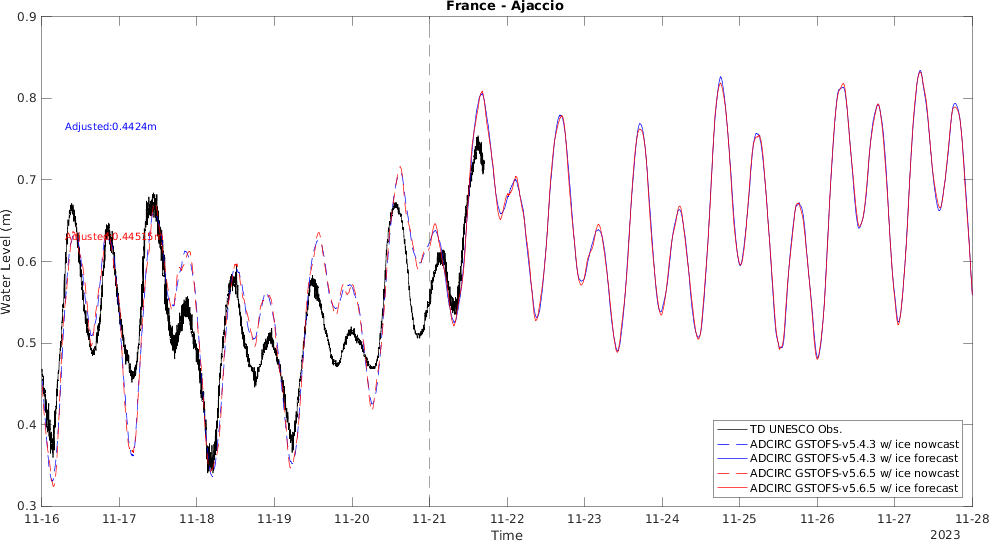 France - Ajaccio
0.9
0.8
0.7
0.6
0.5
0.4
0.3
Water Level (m)
Adjusted:0.4424m
11-16
11-17
11-18
11-19
11-20
11-21
11-22
11-23
11-24
11-25
11-26
11-27
11-28
Time
2023
TD UNESCO Obs.
ADCIRC GSTOFS-v5.4.3 w/ ice nowcast
ADCIRC GSTOFS-v5.4.3 w/ ice forecast
ADCIRC GSTOFS-v5.6.5 w/ ice nowcast
ADCIRC GSTOFS-v5.6.5 w/ ice forecast